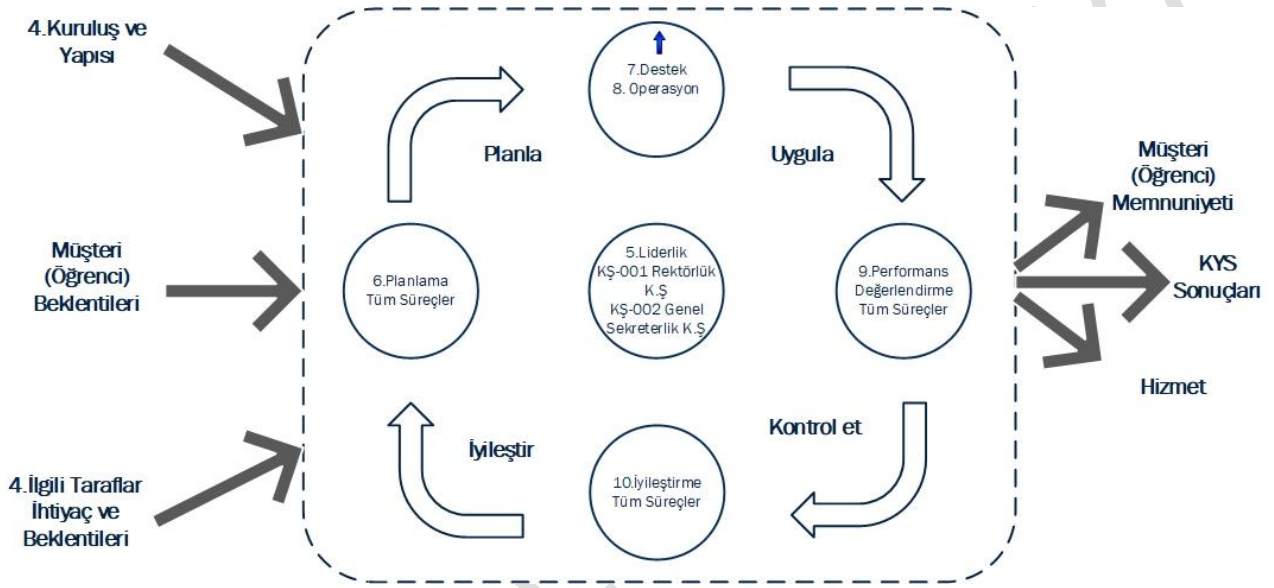 4.Kuruluş ve
Yapısı
Müşteri
(Öğrenci)
Beklentileri
4.İlgili Taraflar
İhtiyaç ve
Beklentileri
7.Destek
8. Operasyon
Planla
Uygula
6.Planlama
Tüm Süreçler
5.Liderlik
KŞ-001 Rektörlük
K.Ş
KŞ-002 Genel
Sekreterlik K.Ş
9.Performans
Değerlendirme
Tüm Süreçler
İyileştir
Kontrol et
10.İyileştirme
Tüm Süreçler
Müşteri
(Öğrenci)
Memnuniyeti
KYS
Sonuçları
Hizmet